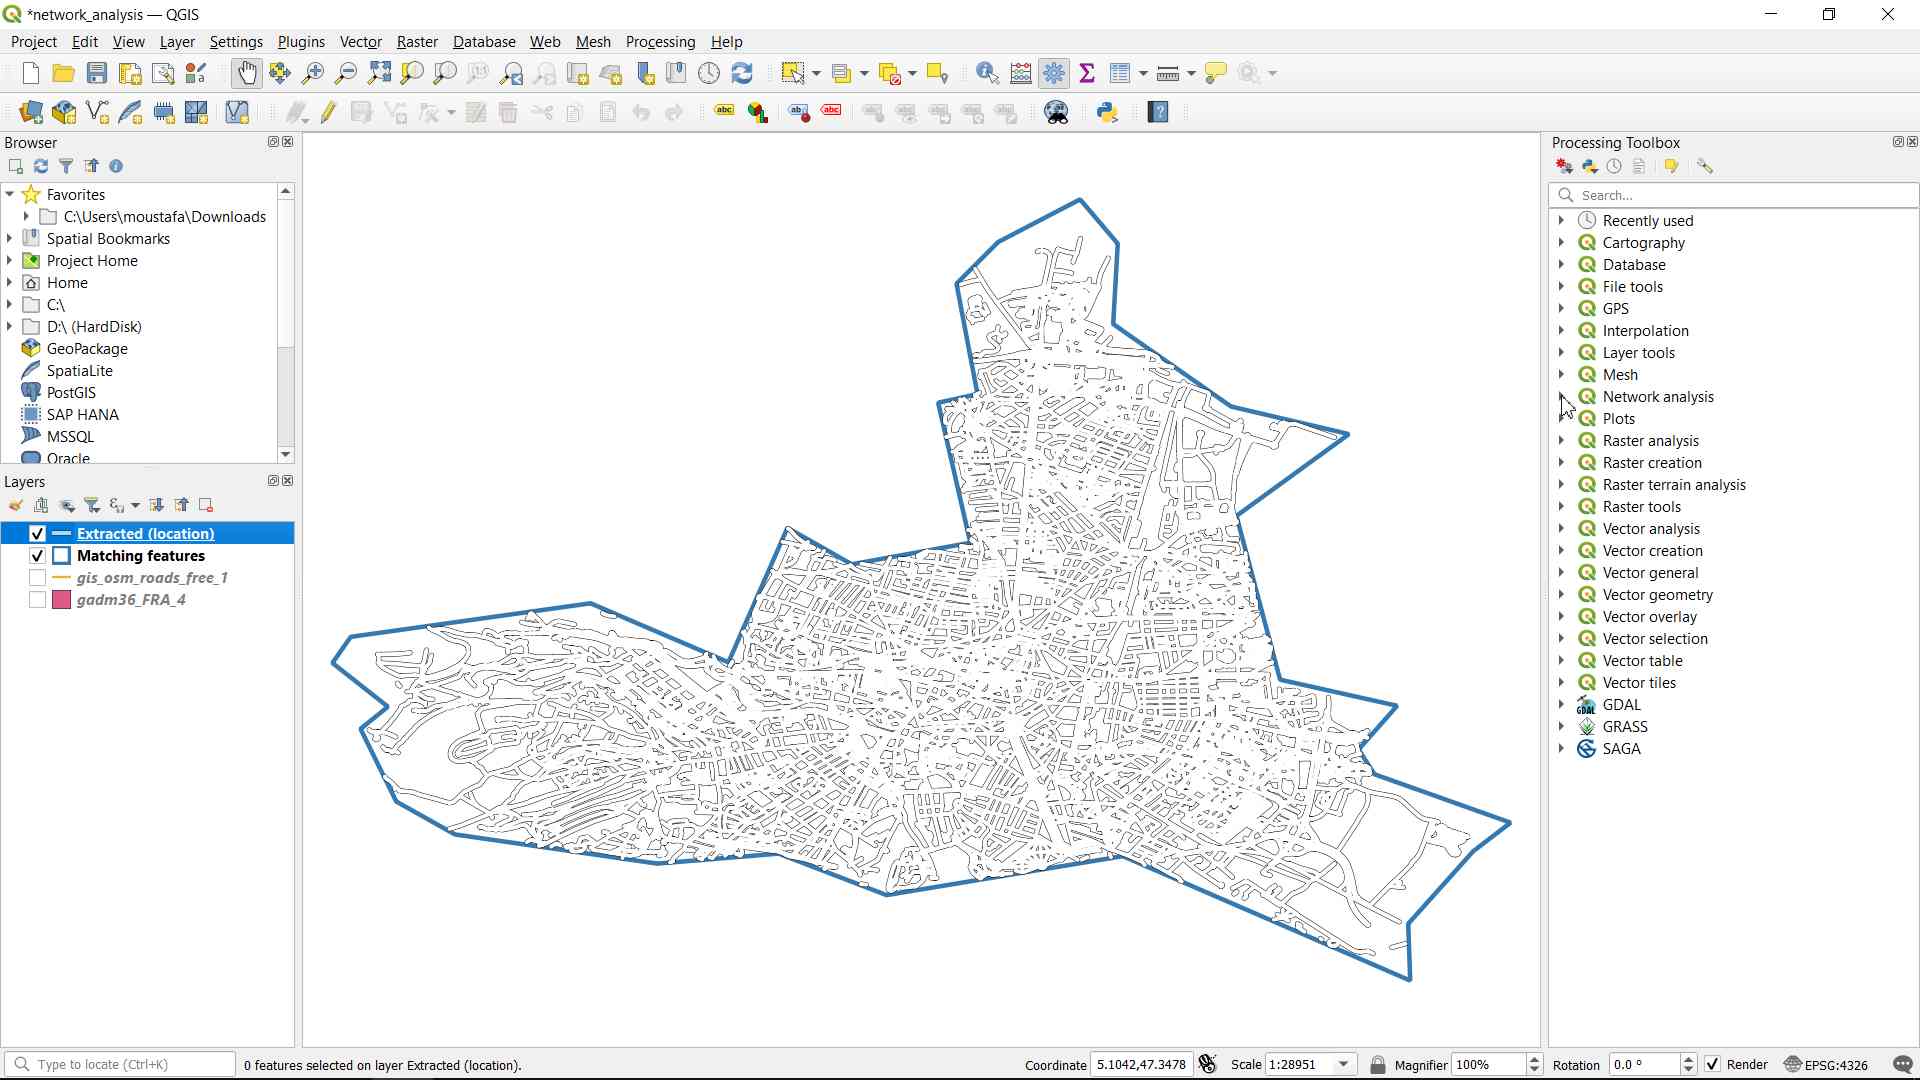 *network_analysis — QGIS
Project Edit View Layer Settings Plugins Vector Raster Database Web Mesh Processing Help
Browser
Favorites
C:\Users\moustafa\Downloads
Spatial Bookmarks
Project Home
Home
C:\
D:\ (HardDisk)
GeoPackage
SpatiaLite
PostGIS
SAP HANA
MSSQL
Oracle
Layers
Extracted (location)
Matching features
gis_osm_roads_free_1
gadm36_FRA_4
Processing Toolbox
Search...
Recently used
Cartography
Database
File tools
GPS
Interpolation
Layer tools
Mesh
Network analysis
Plots
Raster analysis
Raster creation
Raster terrain analysis
Raster tools
Vector analysis
Vector creation
Vector general
Vector geometry
Vector overlay
Vector selection
Vector table
Vector tiles
GDAL
GRASS
SAGA
Type to locate (Ctrl+K) 0 features selected on layer Extracted (location). Coordinate 5.1042,47.3478 Scale 1:28951 Magnifier 100% Rotation 0.0 ° Render EPSG:4326